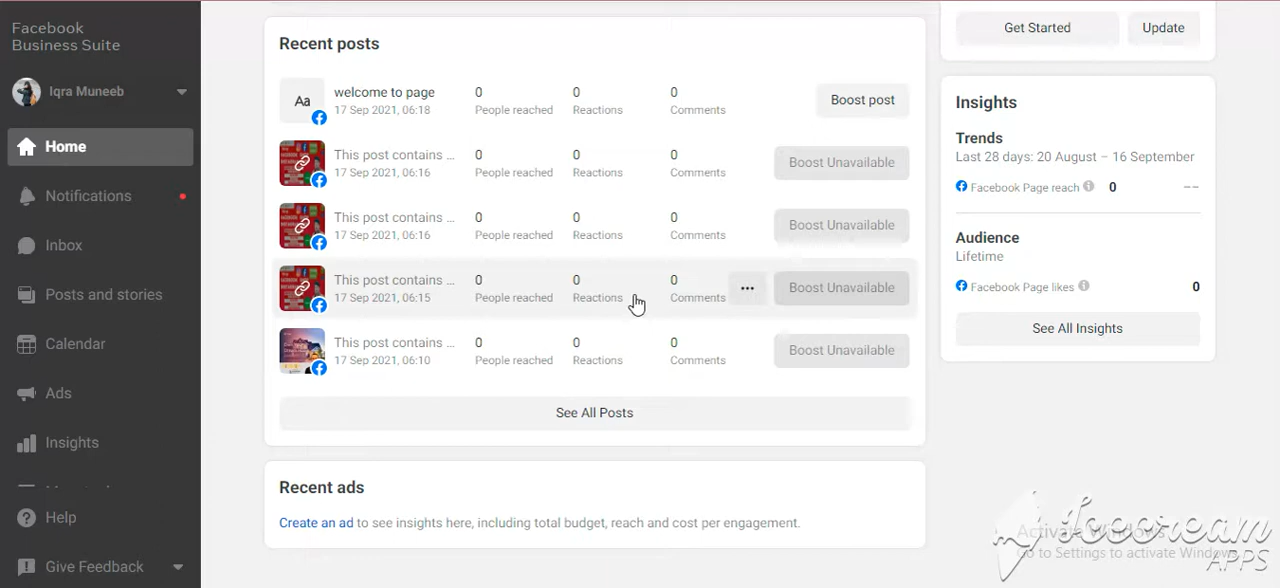 Facebook
Business Suite
Iqra Muneeb
Home
Notifications
Inbox
Posts and stories
Calendar
Ads
Insights
Help
Give Feedback
Recent posts
Aa
welcome to page
17 Sep 2021, 06:18
0
People reached
0
Reactions
0
Comments
Boost post
This post contains ...
17 Sep 2021, 06:16
0
People reached
0
Reactions
0
Comments
Boost Unavailable
This post contains ...
17 Sep 2021, 06:16
0
People reached
0
Reactions
0
Comments
Boost Unavailable
This post contains ...
17 Sep 2021, 06:15
0
People reached
0
Reactions
0
Comments
...
Boost Unavailable
This post contains ...
17 Sep 2021, 06:10
0
People reached
0
Reactions
0
Comments
Boost Unavailable
See All Posts
Recent ads
Create an ad to see insights here, including total budget, reach and cost per engagement.
Get Started
Update
Insights
Trends
Last 28 days: 20 August – 16 September
Facebook Page reach 0 --
Audience
Lifetime
Facebook Page likes 0
See All Insights
Activate Windows
Go to Settings to activate Windows
Icecream
APPS